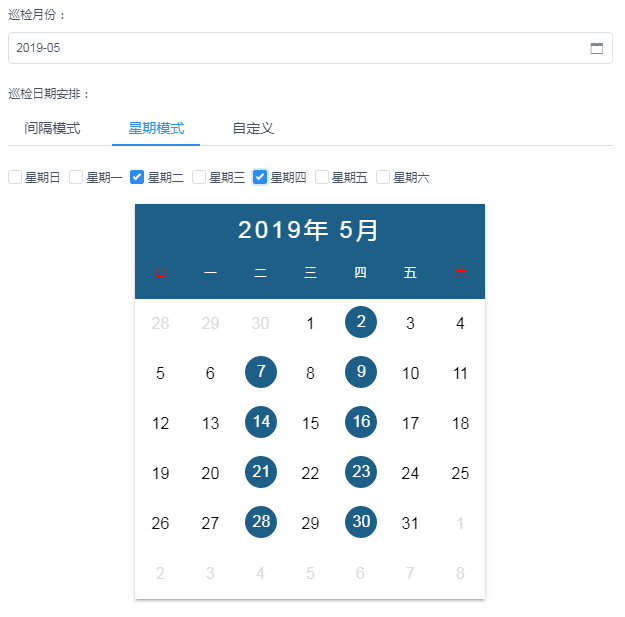 巡检月份：
2019-05
巡检日期安排：
间隔模式 星期模式 自定义
星期日 星期一 星期二 星期三 星期四 星期五 星期六
2019年 5月
日 一 二 三 四 五 六
28 29 30 1 2 3 4
5 6 7 8 9 10 11
12 13 14 15 16 17 18
19 20 21 22 23 24 25
26 27 28 29 30 31 1
2 3 4 5 6 7 8